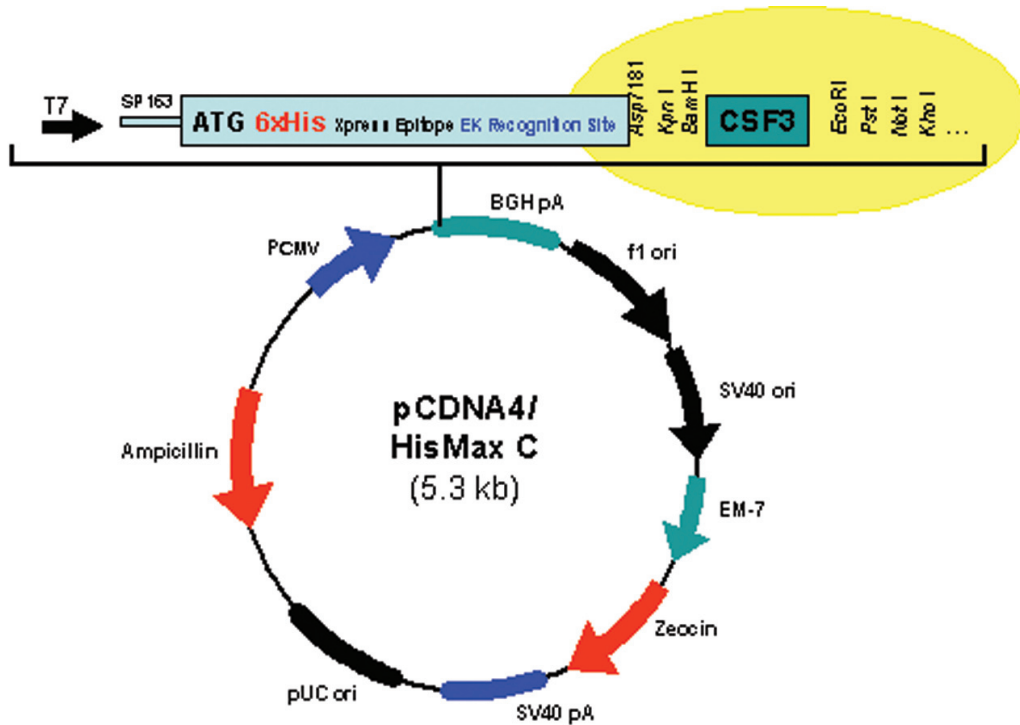 T7
SP163
ATG 6xHis Xpress Epitope EK Recognition Site
Asp7181
Kpn I
BamH I
CSF3
EcoRI
Pst I
Not I
Xho I
...
BGH pA
PCMV
f1 ori
SV40 ori
pCDNA4/
HisMax C
(5.3 kb)
Ampicillin
EM-7
Zeocin
pUC ori
SV40 pA